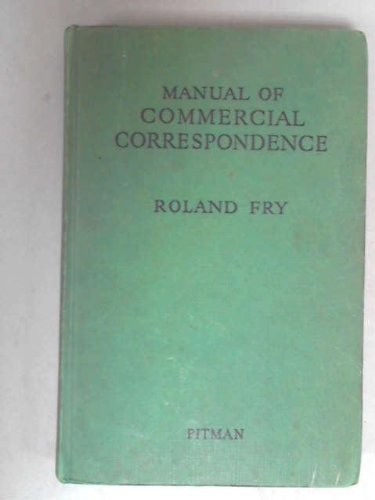 MANUAL OF
COMMERCIAL
CORRESPONDENCE
ROLAND FRY
PITMAN